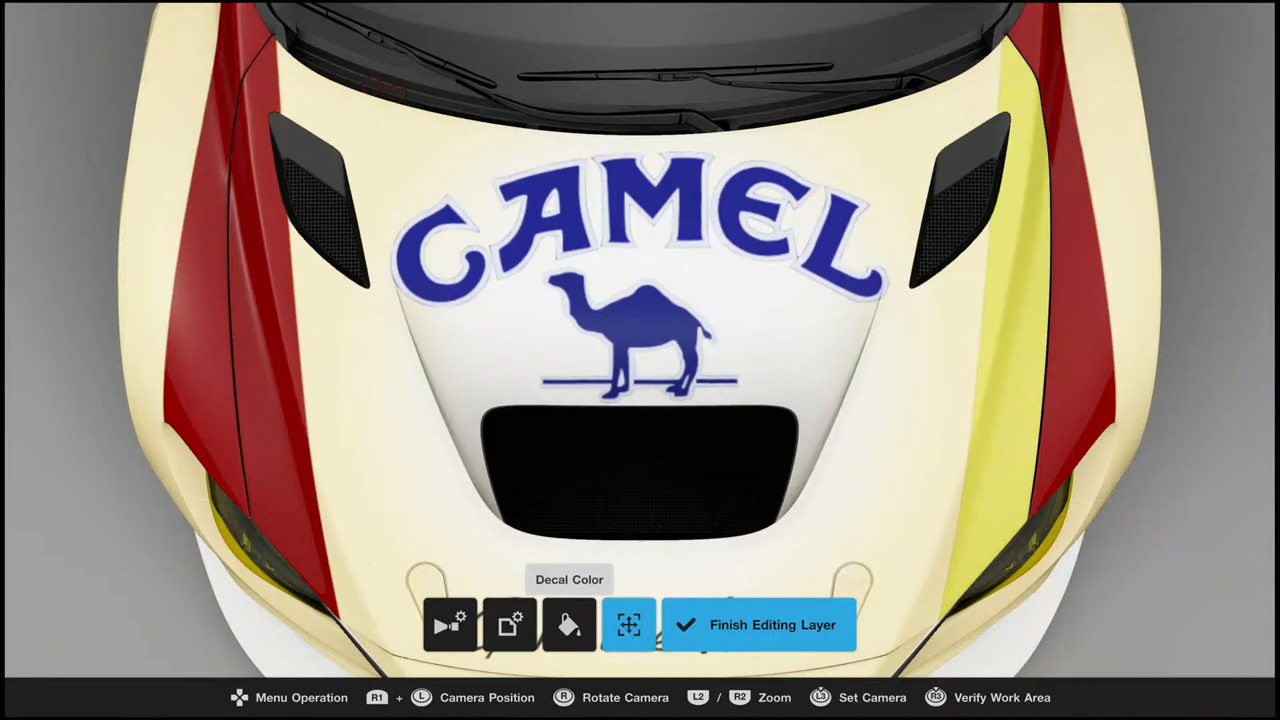 CAMEL
Decal Color
Finish Editing Layer
Menu Operation R1 + L Camera Position R Rotate Camera L2 / R2 Zoom L3 Set Camera R3 Verify Work Area